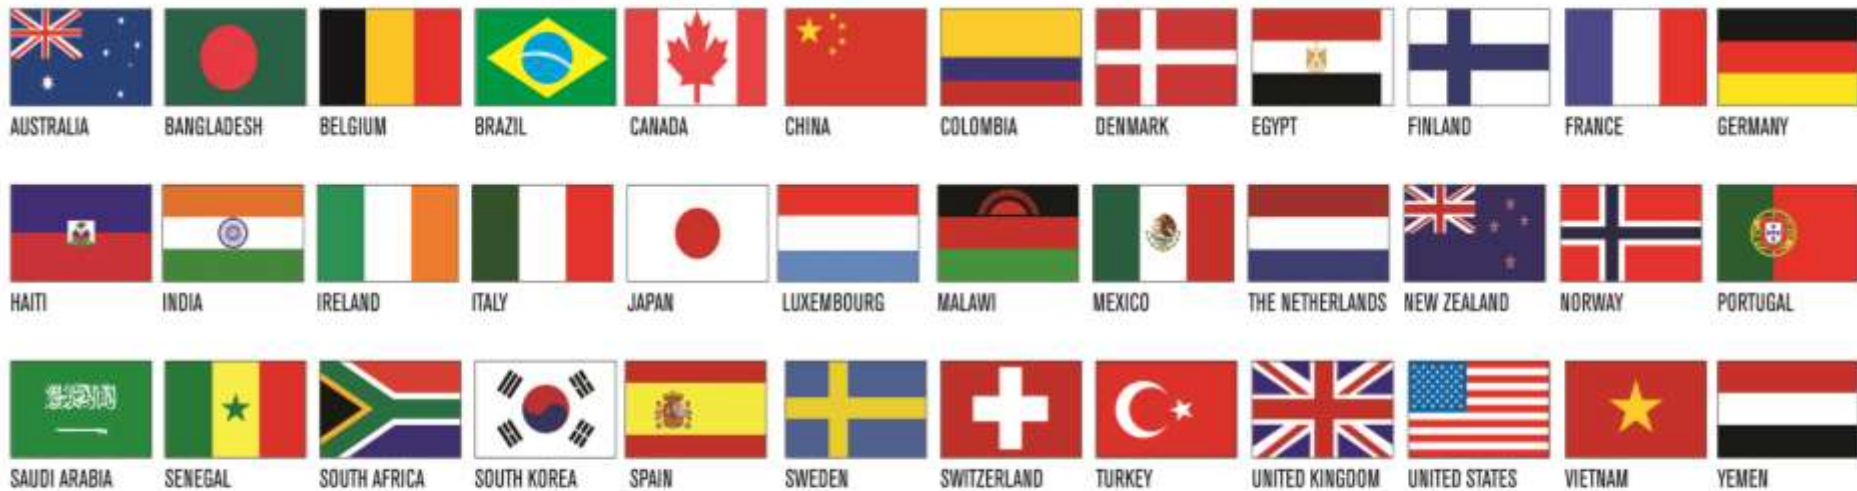 AUSTRALIA BANGLADESH BELGIUM BRAZIL CANADA CHINA COLOMBIA DENMARK EGYPT FINLAND FRANCE GERMANY
HAITI INDIA IRELAND ITALY JAPAN LUXEMBOURG MALAWI MEXICO THE NETHERLANDS NEW ZEALAND NORWAY PORTUGAL
SAUDI ARABIA SENEGAL SOUTH AFRICA SOUTH KOREA SPAIN SWEDEN SWITZERLAND TURKEY UNITED KINGDOM UNITED STATES VIETNAM YEMEN